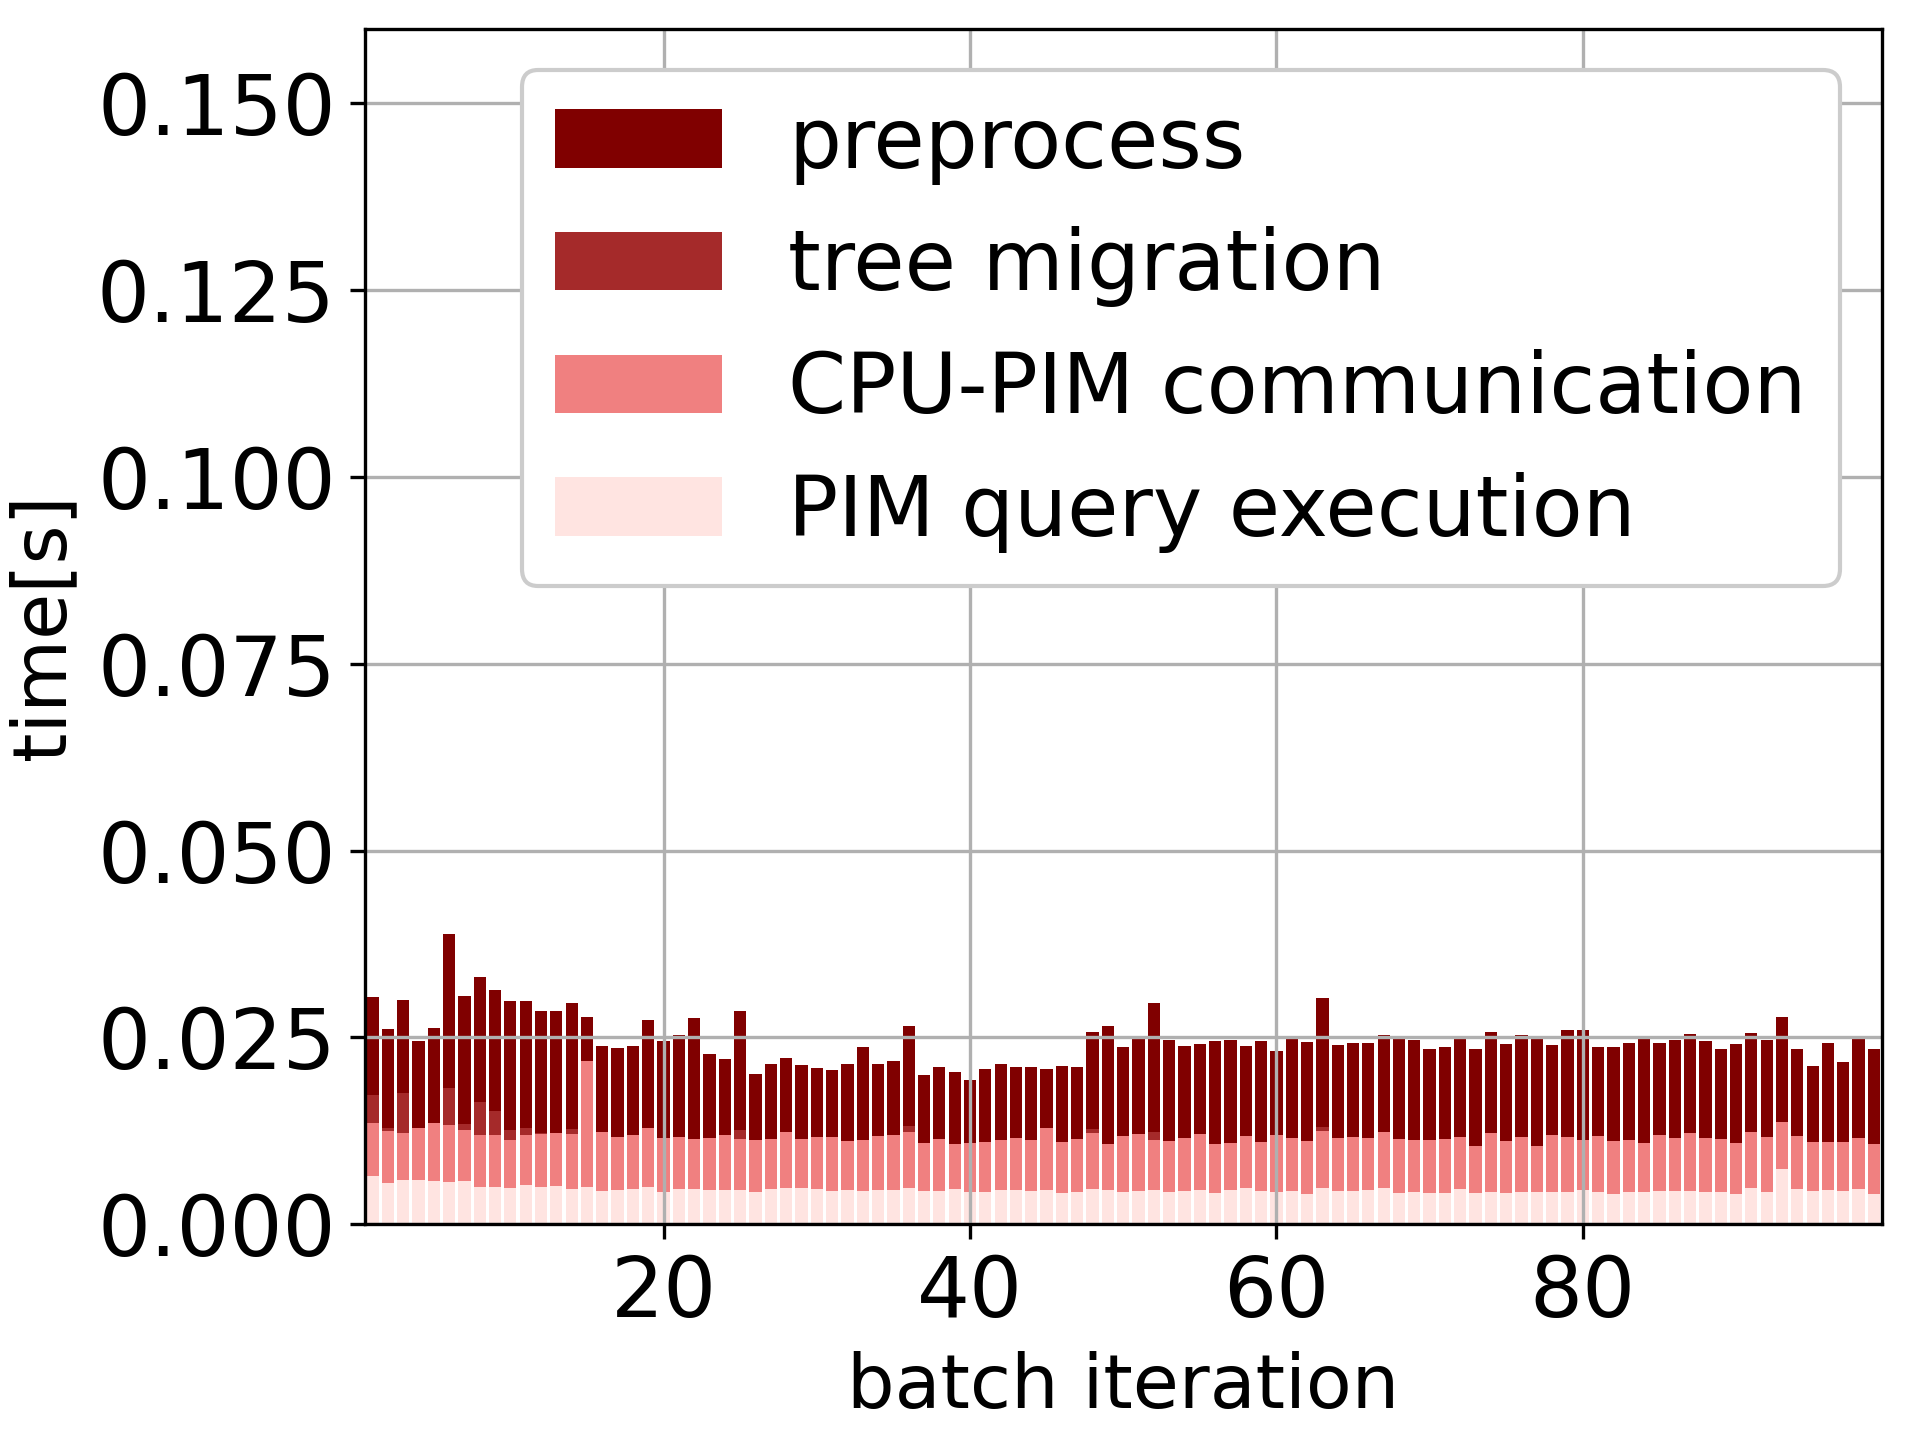 0.150
0.125
0.100
0.075
0.050
0.025
0.000
time[s]
preprocess
tree migration
CPU-PIM communication
PIM query execution
20
40
60
80
batch iteration